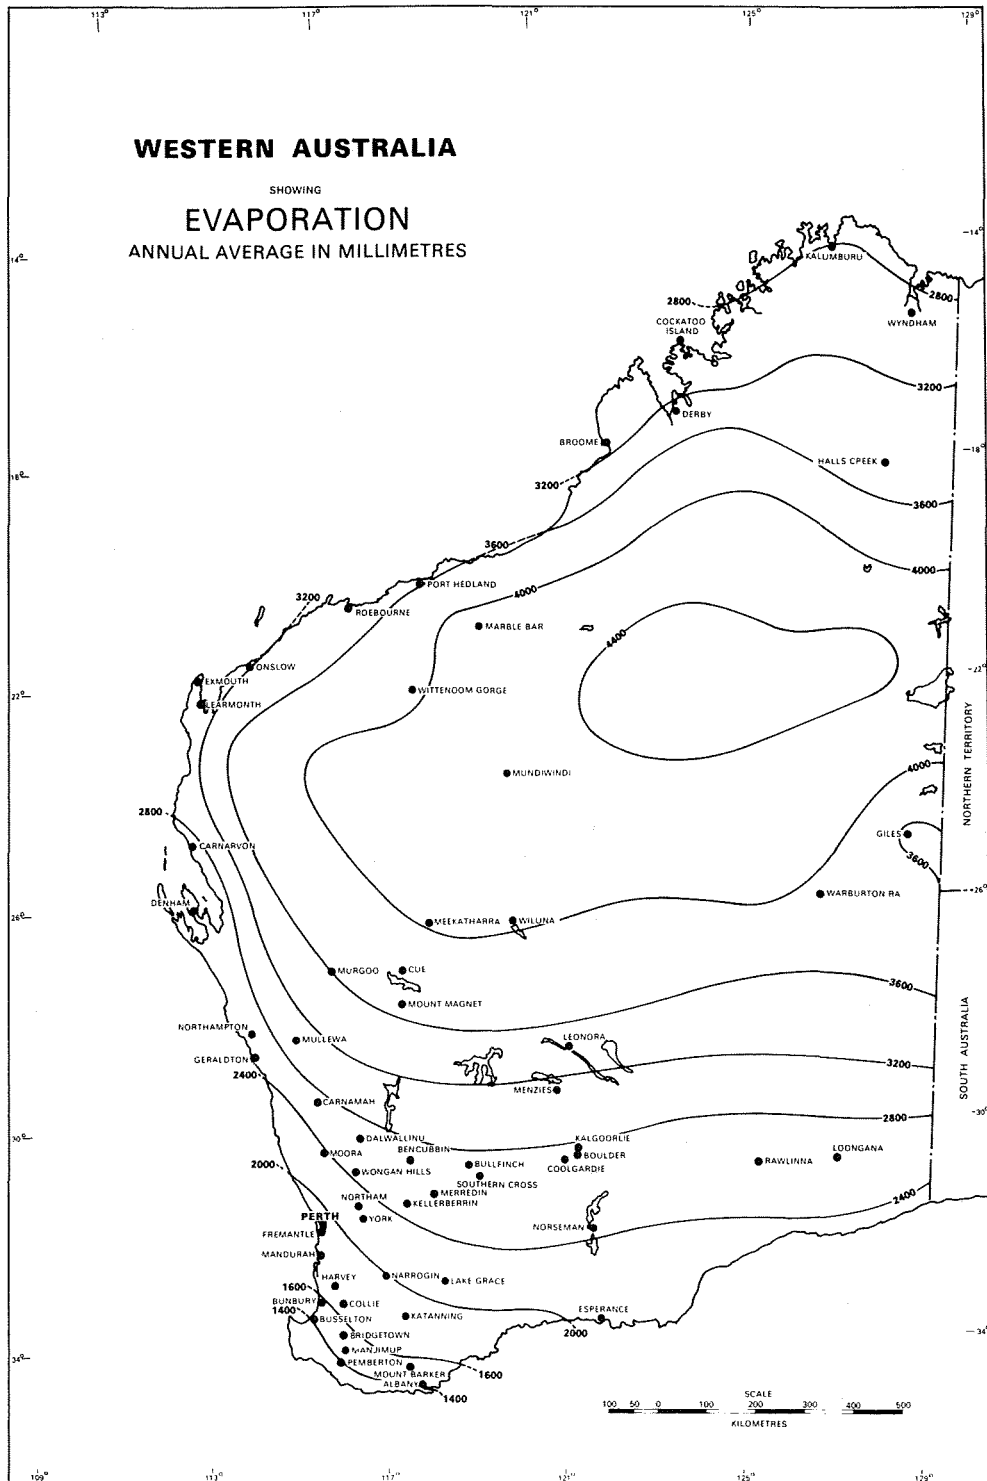 113°
117°
121°
125°
129°
WESTERN AUSTRALIA
SHOWING
EVAPORATION
ANNUAL AVERAGE IN MILLIMETRES
14°
14°
KALUMBURU
2800
2800
COCKATOO
ISLAND
WYNDHAM
3200
DERBY
BROOME
18°
HALLS CREEK
18°
3200
3600
3600
4000
PORT HEDLAND
4000
3200
ROEBOURNE
MARBLE BAR
4400
ONSLOW
22°
EXMOUTH
WITTENOOM GORGE
22°
LEARMONTH
NORTHERN TERRITORY
MUNDIWINDI
4000
2800
GILES
CARNARVON
3600
26°
WARBURTON RA
DENHAM
26°
MEEKATHARRA
WILUNA
MURGOO
CUE
3600
MOUNT MAGNET
SOUTH AUSTRALIA
NORTHAMPTON
MULLEWA
LEONORA
GERALDTON
3200
2400
MENZIES
CARNAMAH
2800
30°
30°
DALWALLINU
KALGOORLIE
MOORA
BENCUBBIN
BOULDER
LOONGANA
2000
WONGAN HILLS
BULLFINCH
COOLGARDIE
RAWLINNA
SOUTHERN CROSS
MERREDIN
NORTHAM
KELLERBERRIN
2400
PERTH
YORK
FREMANTLE
NORSEMAN
MANDURAH
HARVEY
NARROGIN
LAKE GRACE
1600
BUNBURY
COLLIE
1400
BUSSELTON
KATANNING
ESPERANCE
2000
BRIDGETOWN
34°
MANJIMUP
34°
PEMBERTON
MOUNT BARKER
1600
ALBANY
1400
SCALE
100 50 0 100 200 300 400 500
KILOMETRES
109°
113°
117°
121°
125°
129°